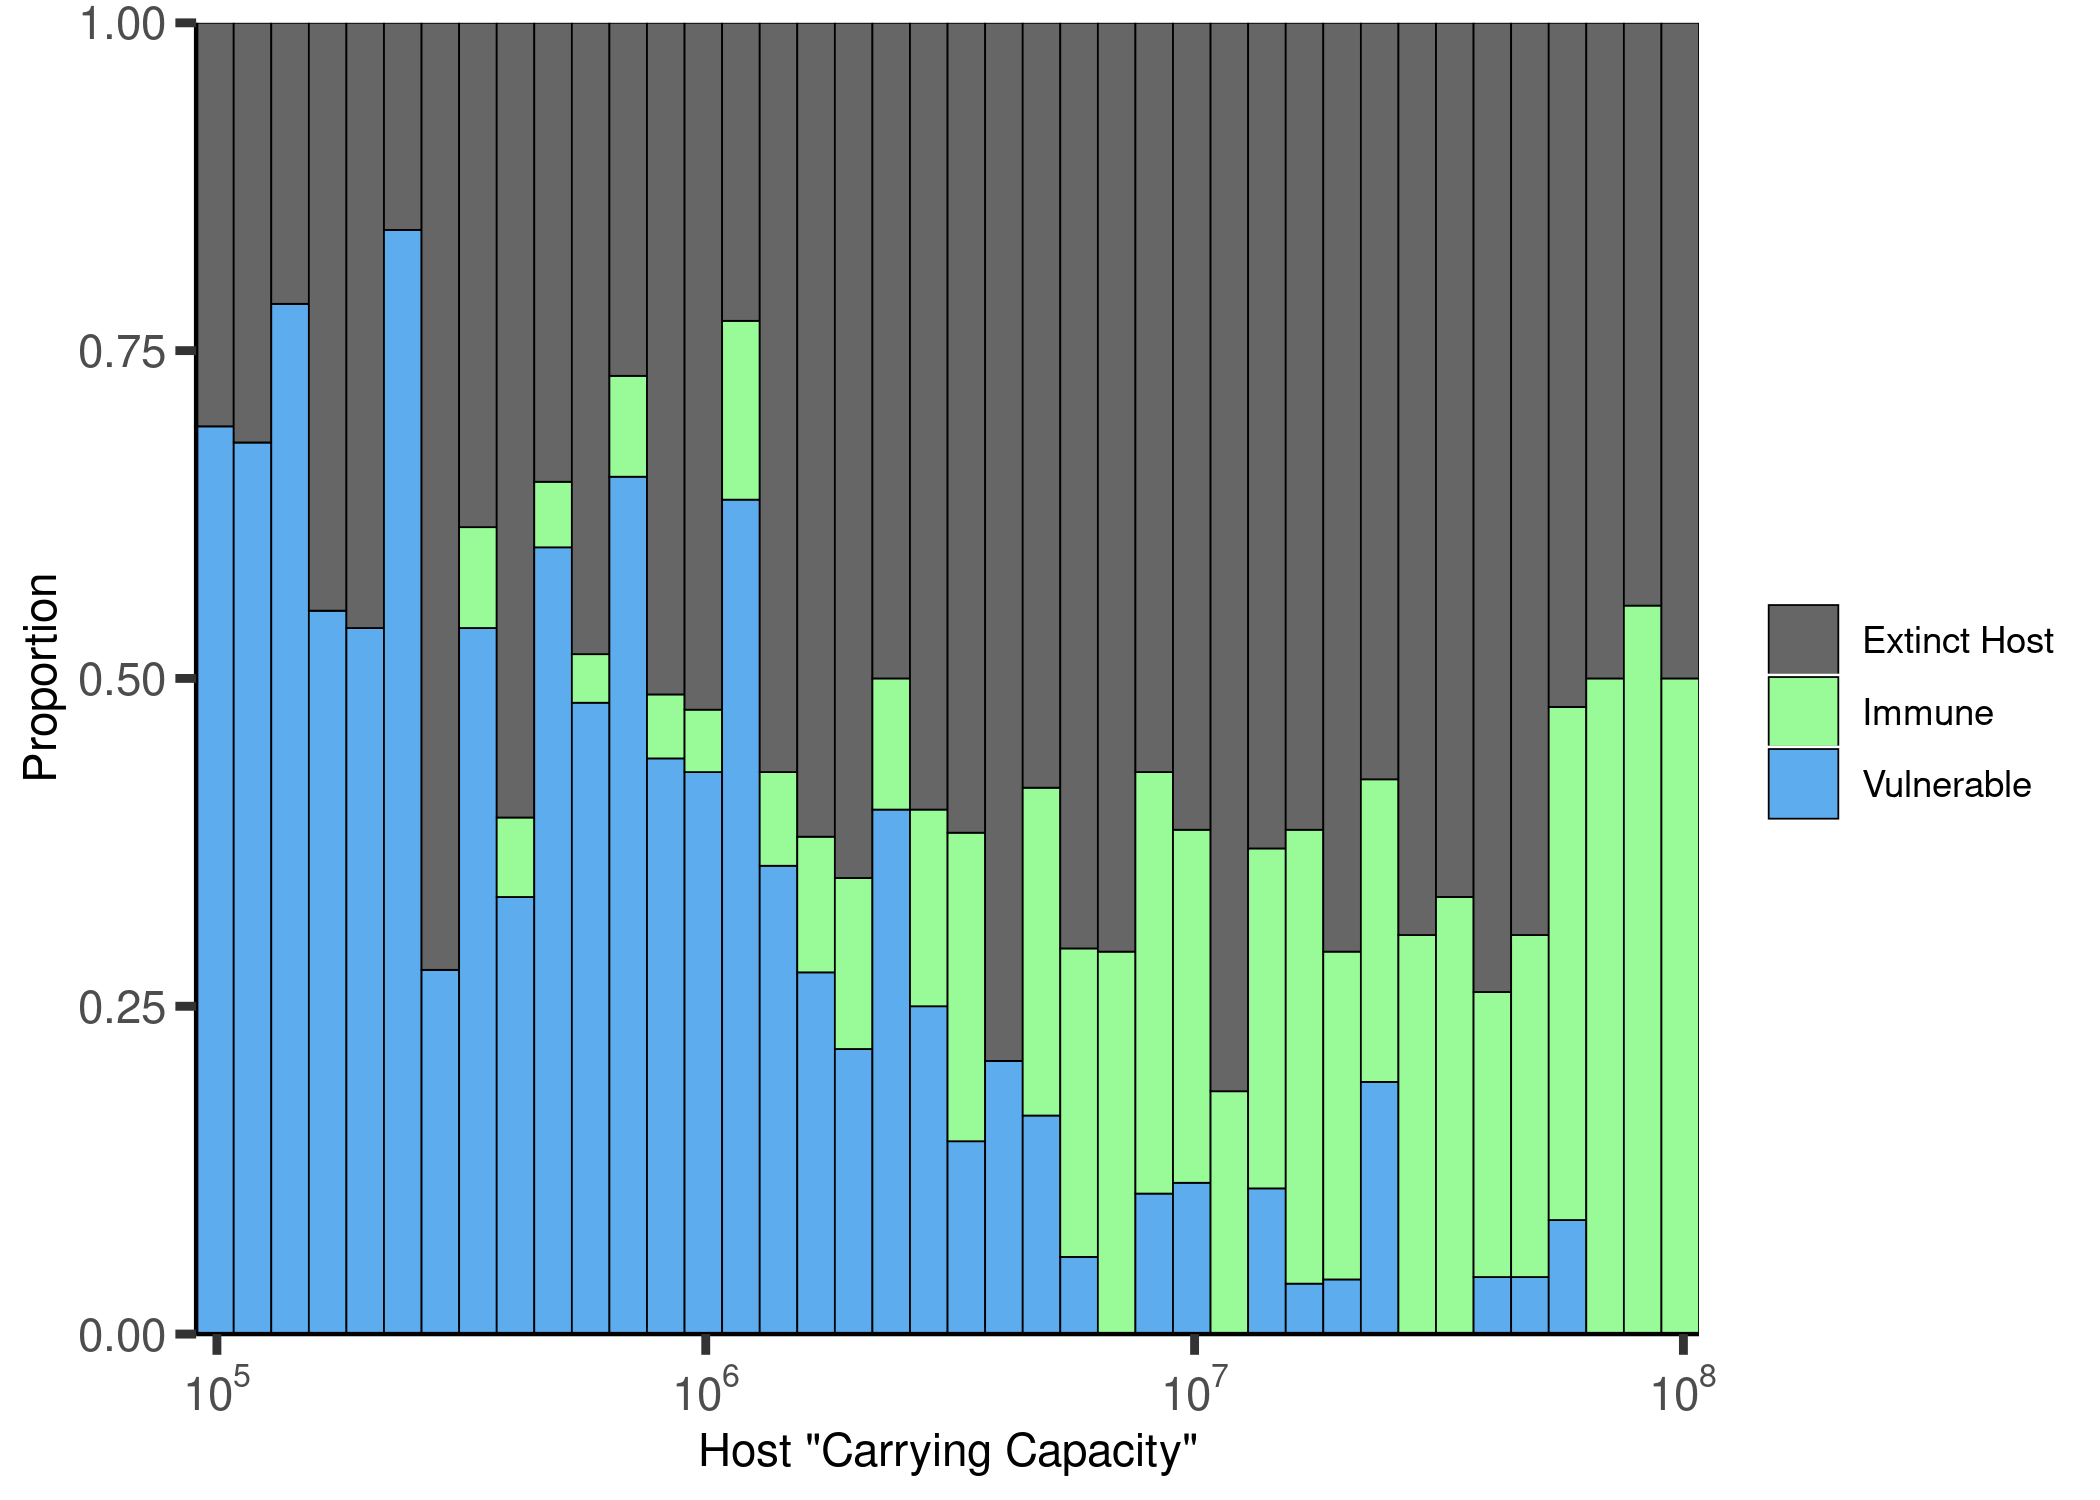 1.00
0.75
0.50
0.25
0.00
Proportion
10^5
10^6
10^7
10^8
Host "Carrying Capacity"
Extinct Host
Immune
Vulnerable